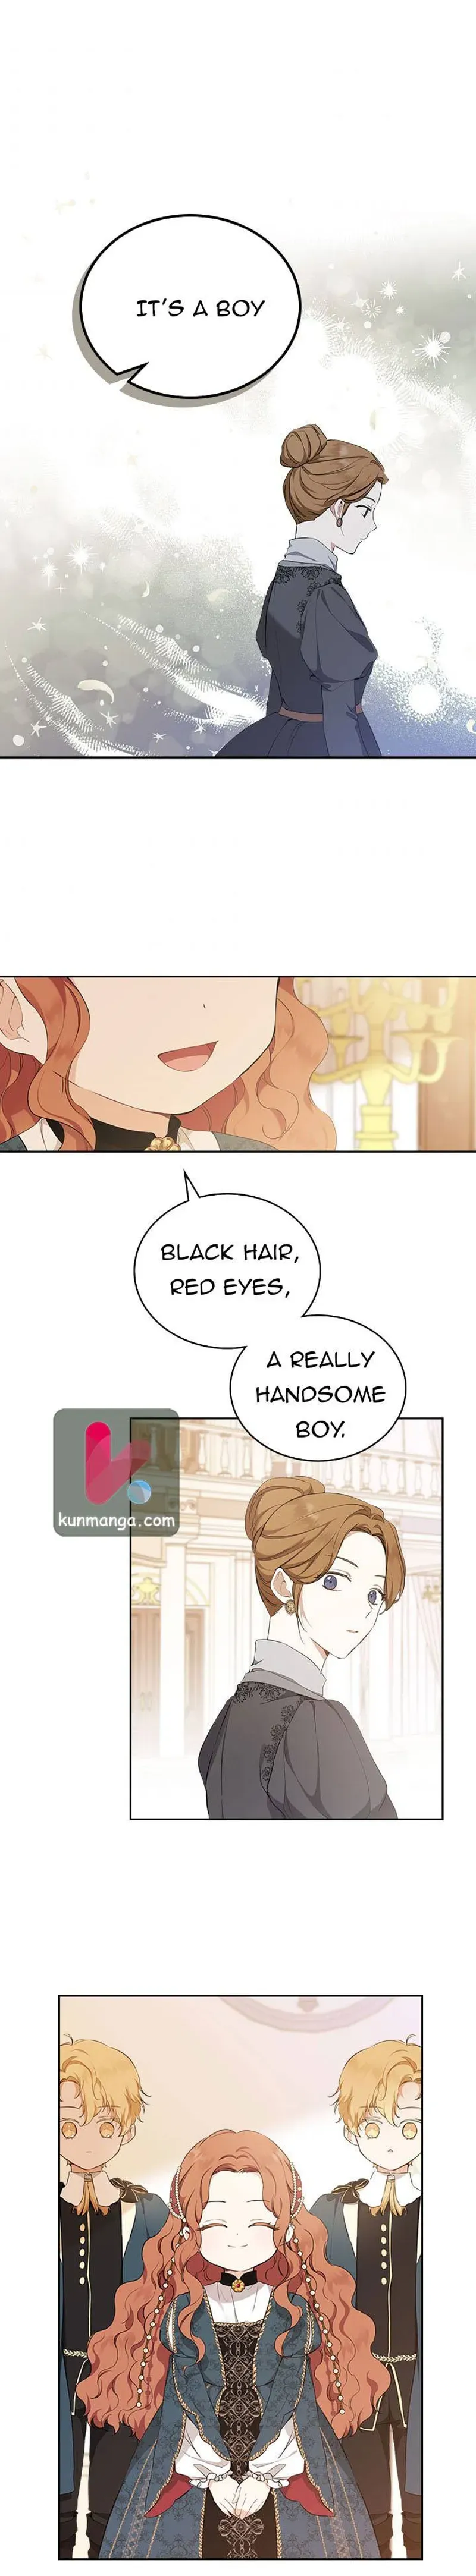 IT'S A BOY
BLACK HAIR,
RED EYES,
A REALLY
HANDSOME
BOY.
kunmanga.com